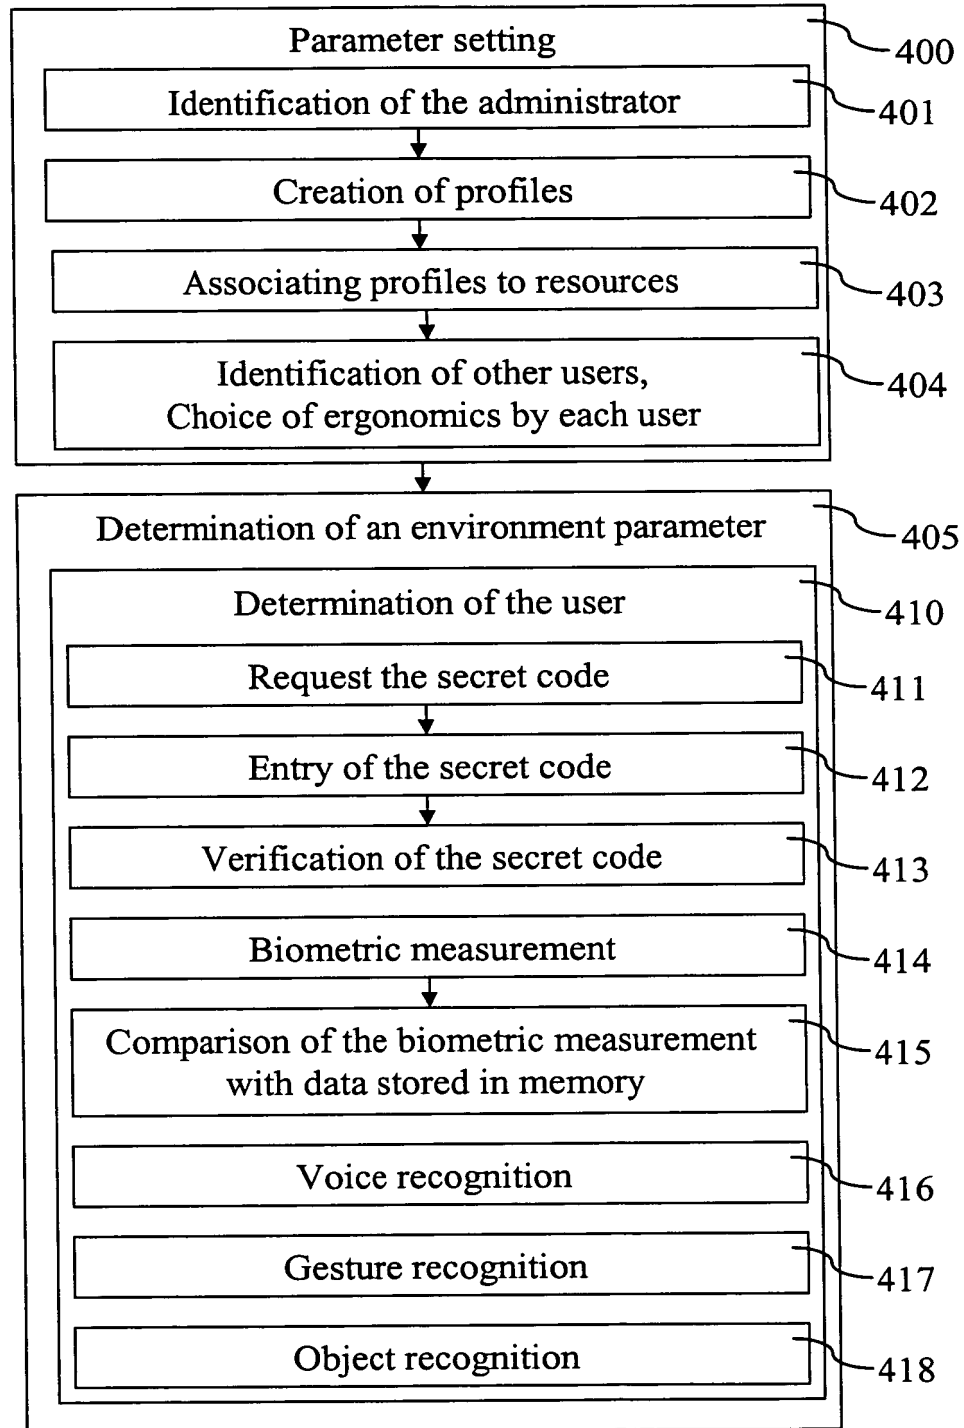 Parameter setting
400
Identification of the administrator
401
Creation of profiles
402
Associating profiles to resources
403
Identification of other users,
Choice of ergonomics by each user
404
Determination of an environment parameter
405
Determination of the user
410
Request the secret code
411
Entry of the secret code
412
Verification of the secret code
413
Biometric measurement
414
Comparison of the biometric measurement
with data stored in memory
415
Voice recognition
416
Gesture recognition
417
Object recognition
418